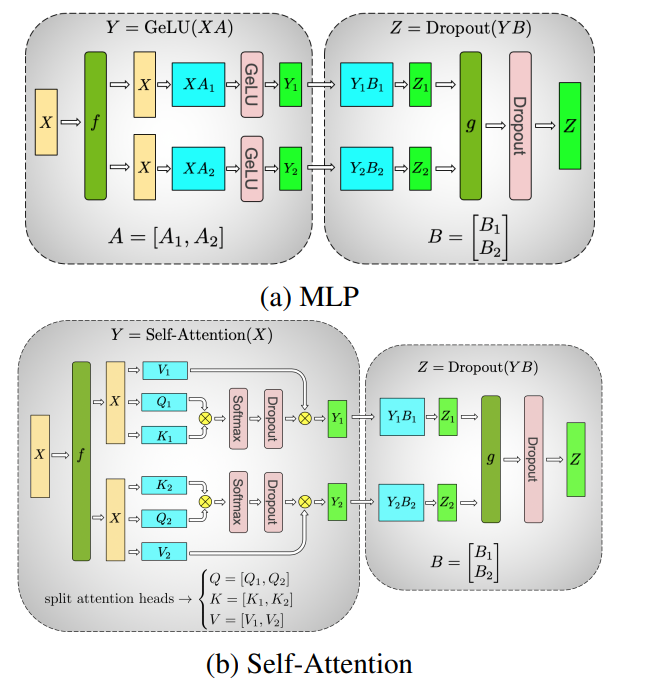 Y = GeLU(XA)
Z = Dropout(Y B)
X f X XA₁ GeLU Y₁ Y₁B₁ Z₁ g Dropout Z
X XA₂ GeLU Y₂ Y₂B₂ Z₂
A = [A₁, A₂]
B = [B₁
B₂]
(a) MLP
Y = Self-Attention(X)
Z = Dropout(Y B)
X f X V₁ Q₁ K₁ Softmax Dropout Y₁ Y₁B₁ Z₁ g Dropout Z
X K₂ Q₂ V₂ Softmax Dropout Y₂ Y₂B₂ Z₂
B = [B₁
B₂]
split attention heads → {
Q = [Q₁, Q₂]
K = [K₁, K₂]
V = [V₁, V₂]
(b) Self-Attention